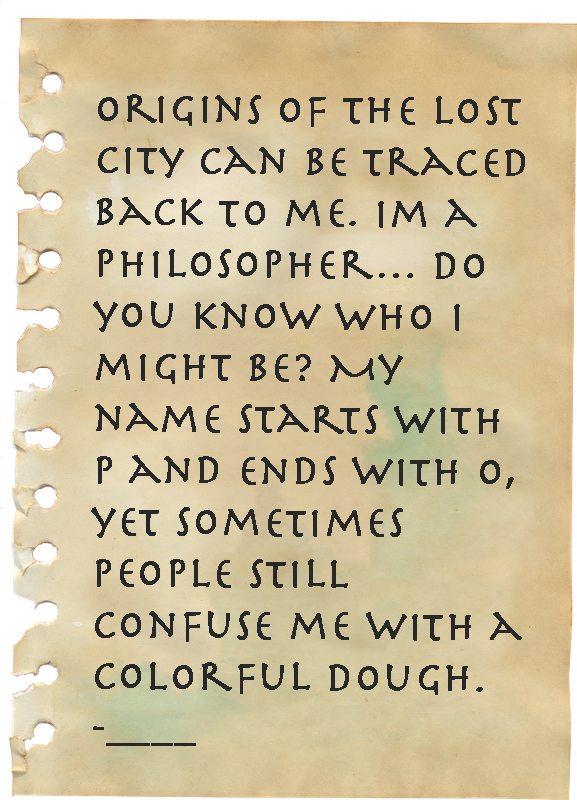 ORIGINS OF THE LOST
CITY CAN BE TRACED
BACK TO ME. IM A
PHILOSOPHER... DO
YOU KNOW WHO I
MIGHT BE? MY
NAME STARTS WITH
P AND ENDS WITH O,
YET SOMETIMES
PEOPLE STILL
CONFUSE ME WITH A
COLORFUL DOUGH.
-____